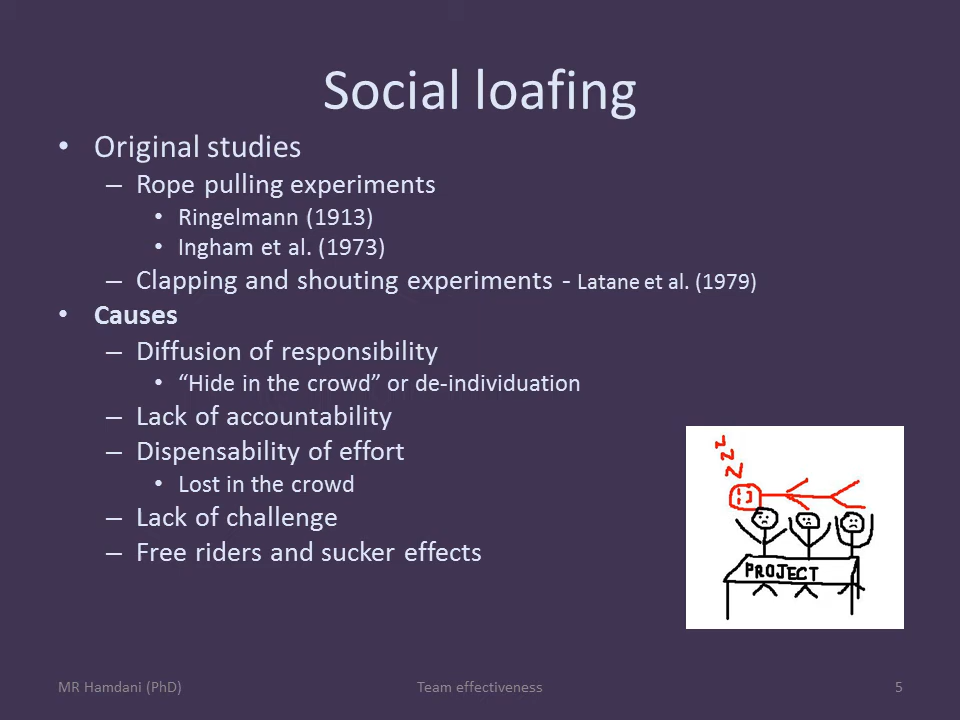 Social loafing
• Original studies
– Rope pulling experiments
• Ringelmann (1913)
• Ingham et al. (1973)
– Clapping and shouting experiments - Latane et al. (1979)
• Causes
– Diffusion of responsibility
• “Hide in the crowd” or de-individuation
– Lack of accountability
– Dispensability of effort
• Lost in the crowd
– Lack of challenge
– Free riders and sucker effects
zzz
PROJECT
MR Hamdani (PhD)
Team effectiveness
5